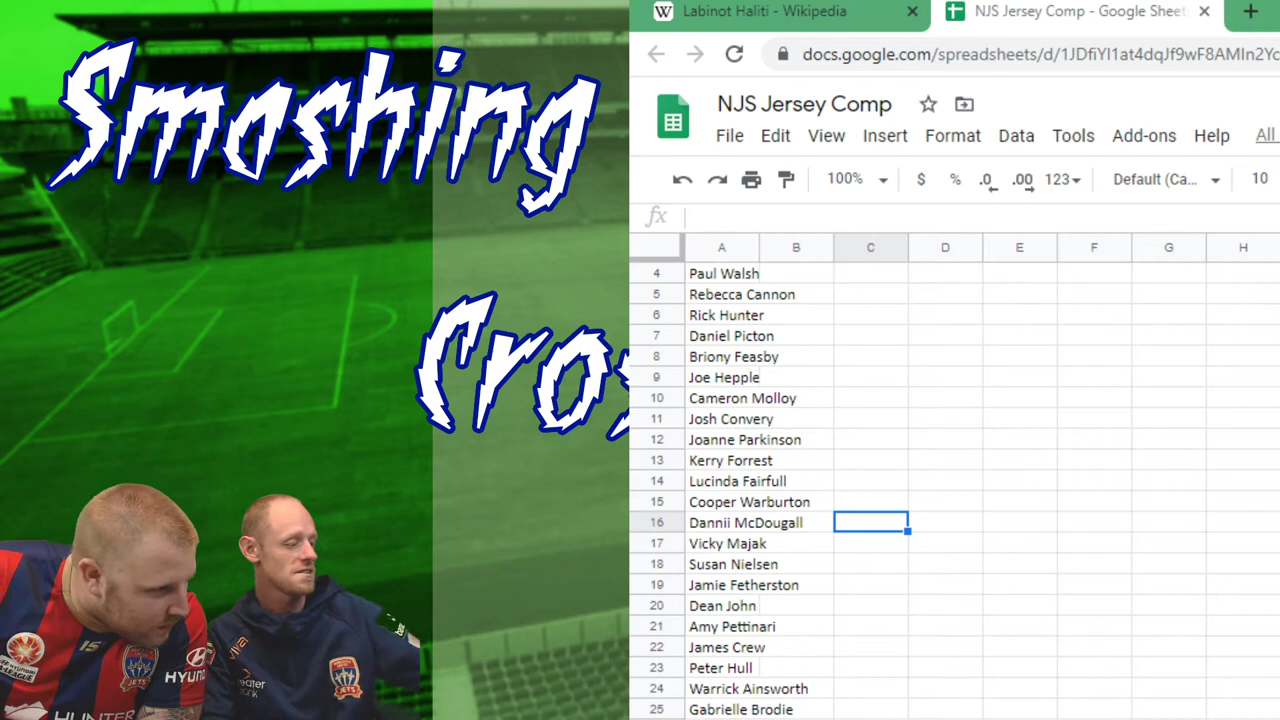 Smashing
Cro
Labinot Haliti - Wikipedia
NJS Jersey Comp - Google Sheet
docs.google.com/spreadsheets/d/1JDfiYl1at4dqJf9wF8AMIn2Yc
NJS Jersey Comp
File Edit View Insert Format Data Tools Add-ons Help All
100% $ % .0 .00 123 Default (Ca... 10
fx
A B C D E F G H
4 Paul Walsh
5 Rebecca Cannon
6 Rick Hunter
7 Daniel Picton
8 Briony Feasby
9 Joe Hepple
10 Cameron Molloy
11 Josh Convery
12 Joanne Parkinson
13 Kerry Forrest
14 Lucinda Fairfull
15 Cooper Warburton
16 Dannii McDougall
17 Vicky Majak
18 Susan Nielsen
19 Jamie Fetherston
20 Dean John
21 Amy Pettinari
22 James Crew
23 Peter Hull
24 Warrick Ainsworth
25 Gabrielle Brodie
JETS
HYUN
HUNTER
JETS